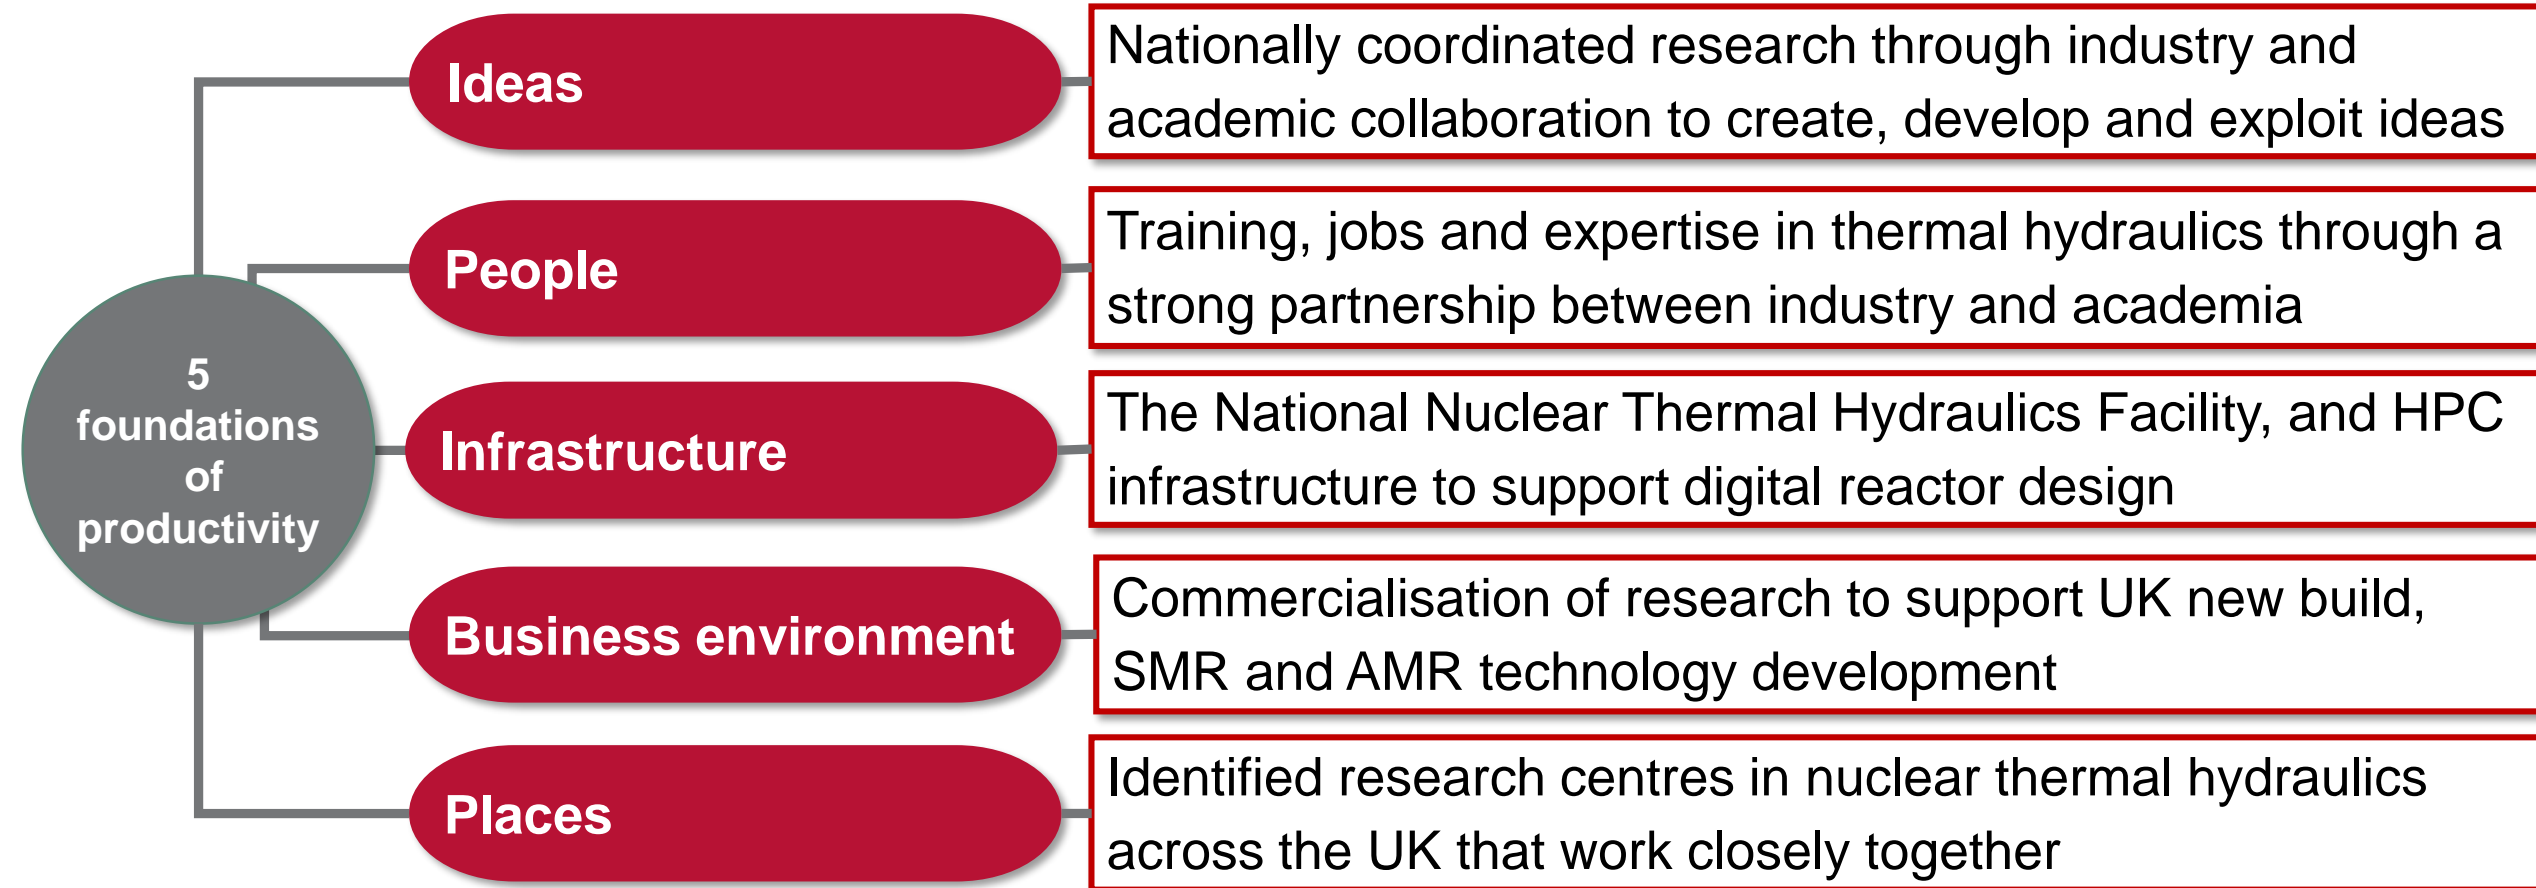 5
foundations
of
productivity
Ideas
Nationally coordinated research through industry and
academic collaboration to create, develop and exploit ideas
People
Training, jobs and expertise in thermal hydraulics through a
strong partnership between industry and academia
Infrastructure
The National Nuclear Thermal Hydraulics Facility, and HPC
infrastructure to support digital reactor design
Business environment
Commercialisation of research to support UK new build,
SMR and AMR technology development
Places
Identified research centres in nuclear thermal hydraulics
across the UK that work closely together